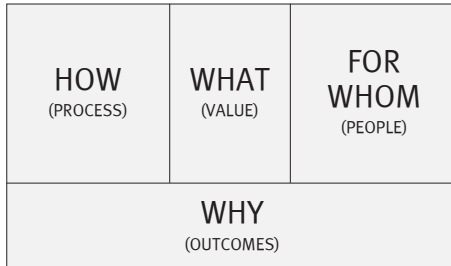 HOW
(PROCESS)
WHAT
(VALUE)
FOR
WHOM
(PEOPLE)
WHY
(OUTCOMES)